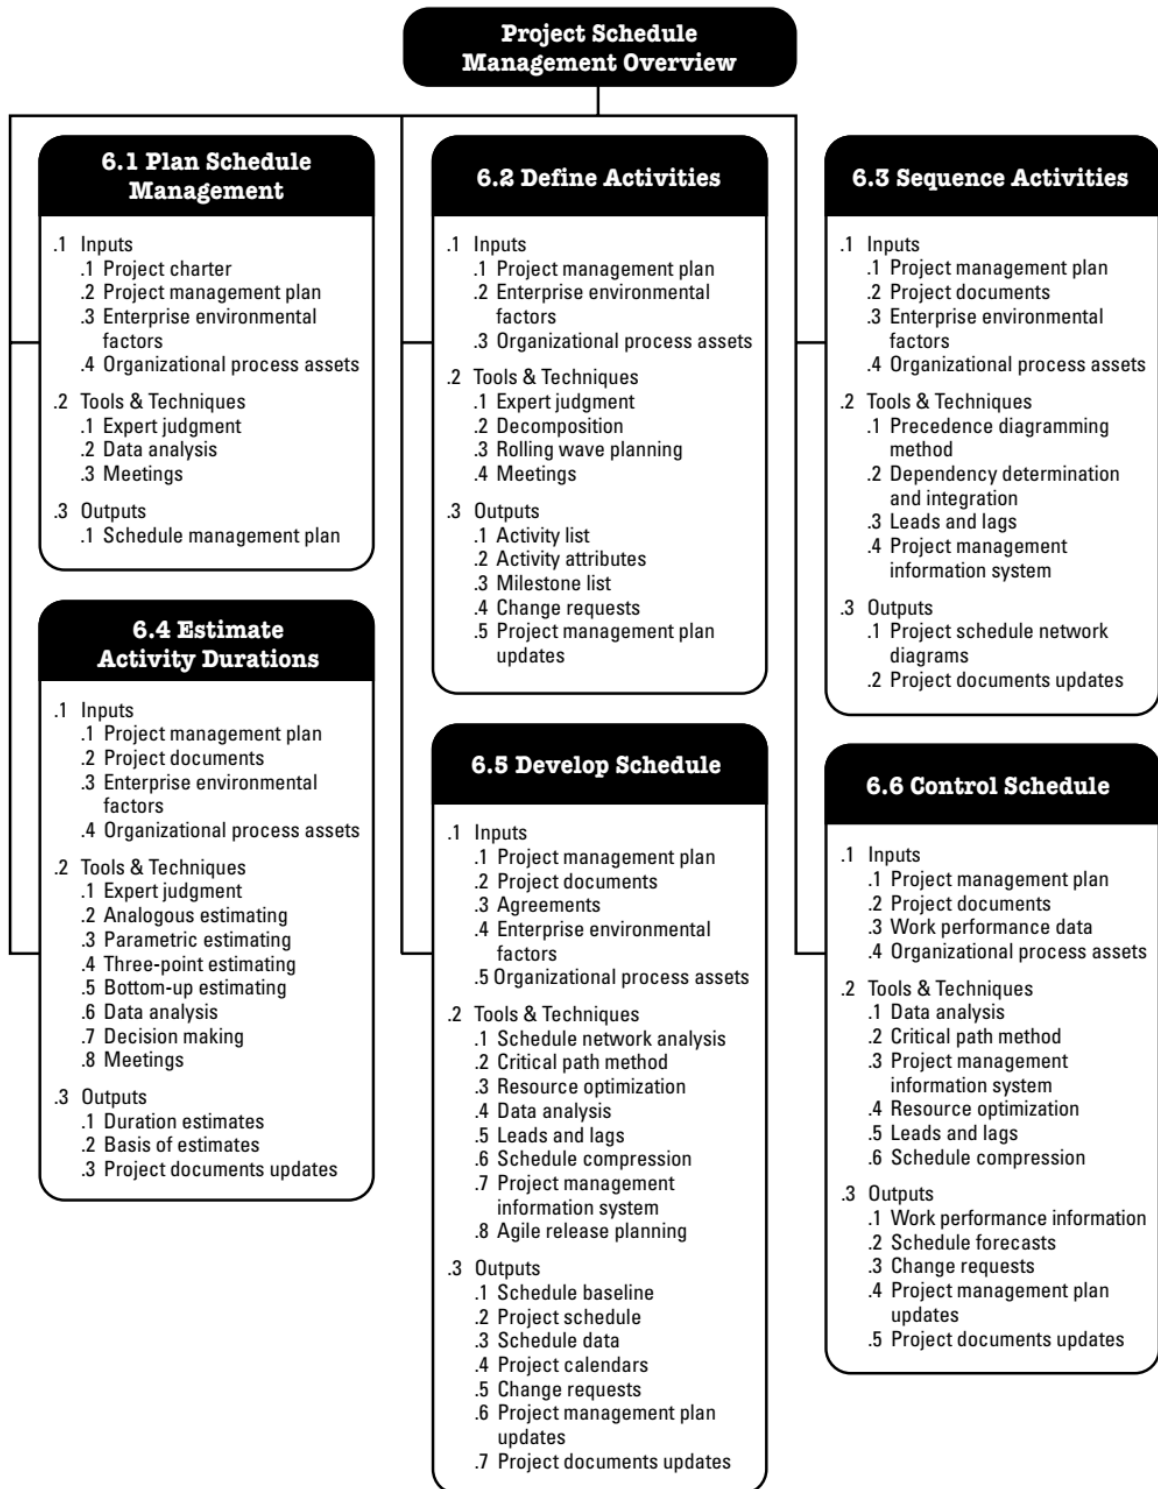 Project Schedule
Management Overview
6.1 Plan Schedule
Management
.1 Inputs
.1 Project charter
.2 Project management plan
.3 Enterprise environmental
factors
.4 Organizational process assets
.2 Tools & Techniques
.1 Expert judgment
.2 Data analysis
.3 Meetings
.3 Outputs
.1 Schedule management plan
6.2 Define Activities
.1 Inputs
.1 Project management plan
.2 Enterprise environmental
factors
.3 Organizational process assets
.2 Tools & Techniques
.1 Expert judgment
.2 Decomposition
.3 Rolling wave planning
.4 Meetings
.3 Outputs
.1 Activity list
.2 Activity attributes
.3 Milestone list
.4 Change requests
.5 Project management plan
updates
6.3 Sequence Activities
.1 Inputs
.1 Project management plan
.2 Project documents
.3 Enterprise environmental
factors
.4 Organizational process assets
.2 Tools & Techniques
.1 Precedence diagramming
method
.2 Dependency determination
and integration
.3 Leads and lags
.4 Project management
information system
.3 Outputs
.1 Project schedule network
diagrams
.2 Project documents updates
6.4 Estimate
Activity Durations
.1 Inputs
.1 Project management plan
.2 Project documents
.3 Enterprise environmental
factors
.4 Organizational process assets
.2 Tools & Techniques
.1 Expert judgment
.2 Analogous estimating
.3 Parametric estimating
.4 Three-point estimating
.5 Bottom-up estimating
.6 Data analysis
.7 Decision making
.8 Meetings
.3 Outputs
.1 Duration estimates
.2 Basis of estimates
.3 Project documents updates
6.5 Develop Schedule
.1 Inputs
.1 Project management plan
.2 Project documents
.3 Agreements
.4 Enterprise environmental
factors
.5 Organizational process assets
.2 Tools & Techniques
.1 Schedule network analysis
.2 Critical path method
.3 Resource optimization
.4 Data analysis
.5 Leads and lags
.6 Schedule compression
.7 Project management
information system
.8 Agile release planning
.3 Outputs
.1 Schedule baseline
.2 Project schedule
.3 Schedule data
.4 Project calendars
.5 Change requests
.6 Project management plan
updates
.7 Project documents updates
6.6 Control Schedule
.1 Inputs
.1 Project management plan
.2 Project documents
.3 Work performance data
.4 Organizational process assets
.2 Tools & Techniques
.1 Data analysis
.2 Critical path method
.3 Project management
information system
.4 Resource optimization
.5 Leads and lags
.6 Schedule compression
.3 Outputs
.1 Work performance information
.2 Schedule forecasts
.3 Change requests
.4 Project management plan
updates
.5 Project documents updates